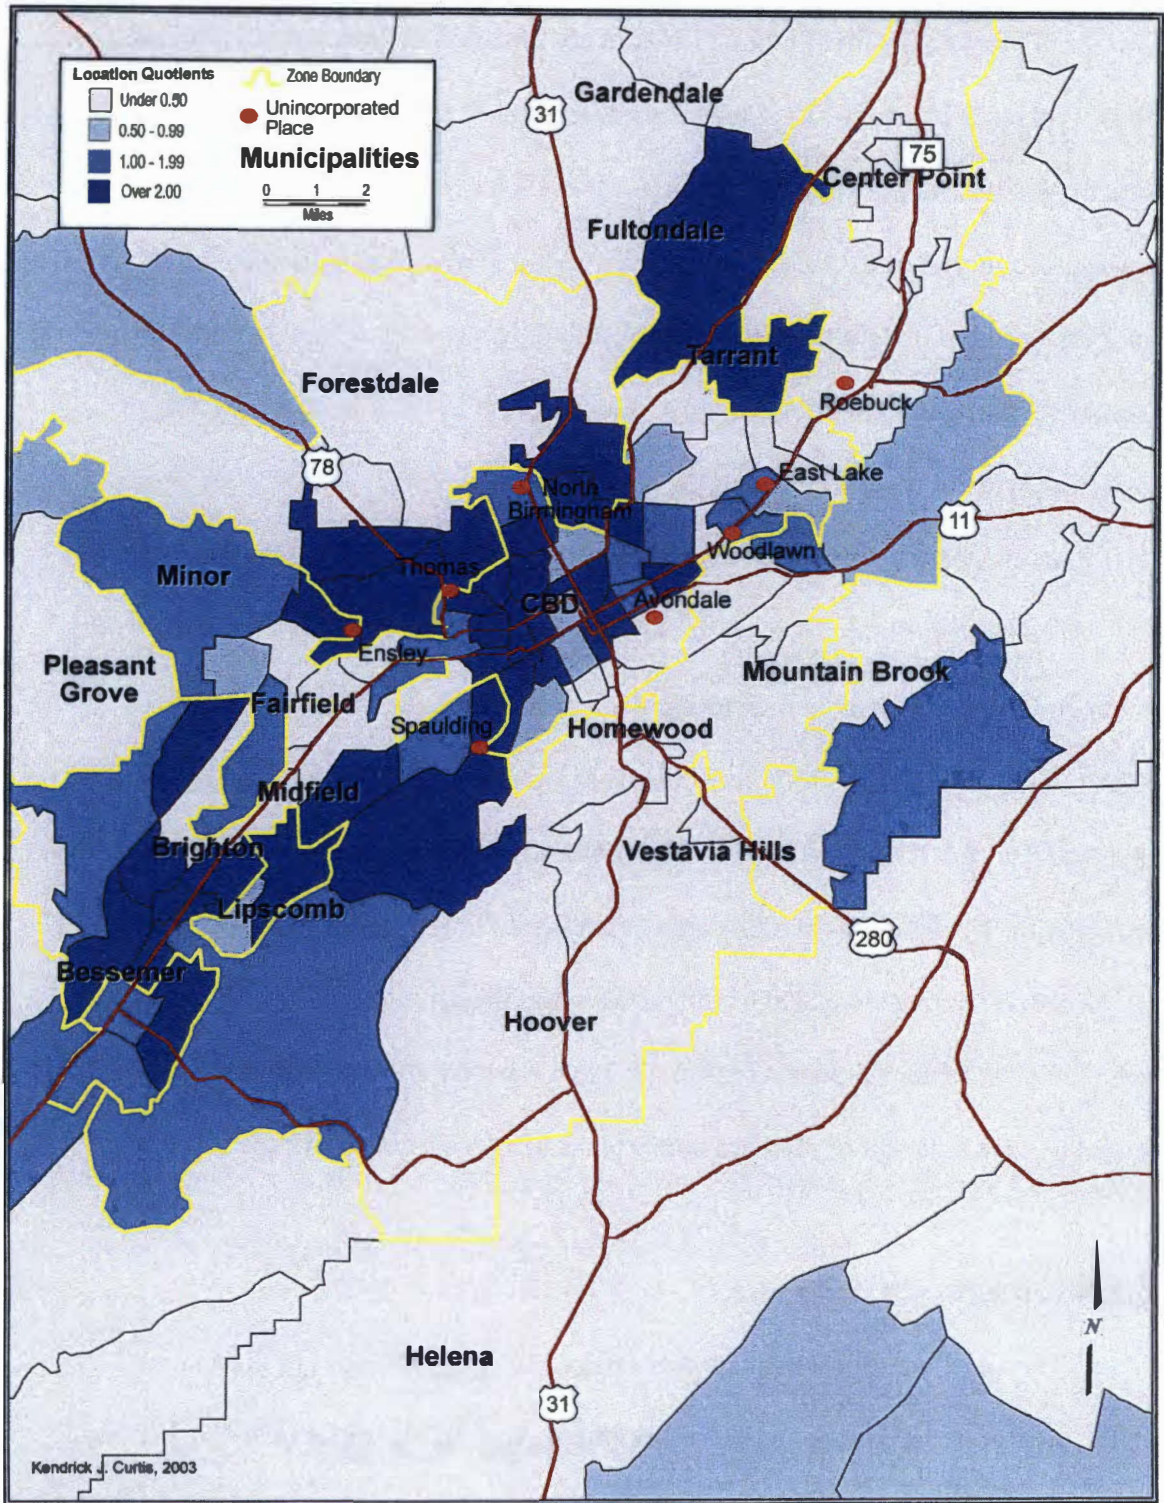 Location Quotients
Under 0.50
0.50 - 0.99
1.00 - 1.99
Over 2.00
Zone Boundary
Unincorporated
Place
Municipalities
0 1 2
Miles
31
Gardendale
75
Center Point
Fultondale
Tarrant
Forestdale
Roebuck
78
East Lake
North
Birmingham
11
Woodlawn
Minor
Thomas
CBD
Avondale
Ensley
Pleasant
Grove
Mountain Brook
Fairfield
Spaulding
Homewood
Midfield
Brighton
Vestavia Hills
Lipscomb
280
Bessemer
Hoover
N
Helena
31
Kendrick J. Curtis, 2003